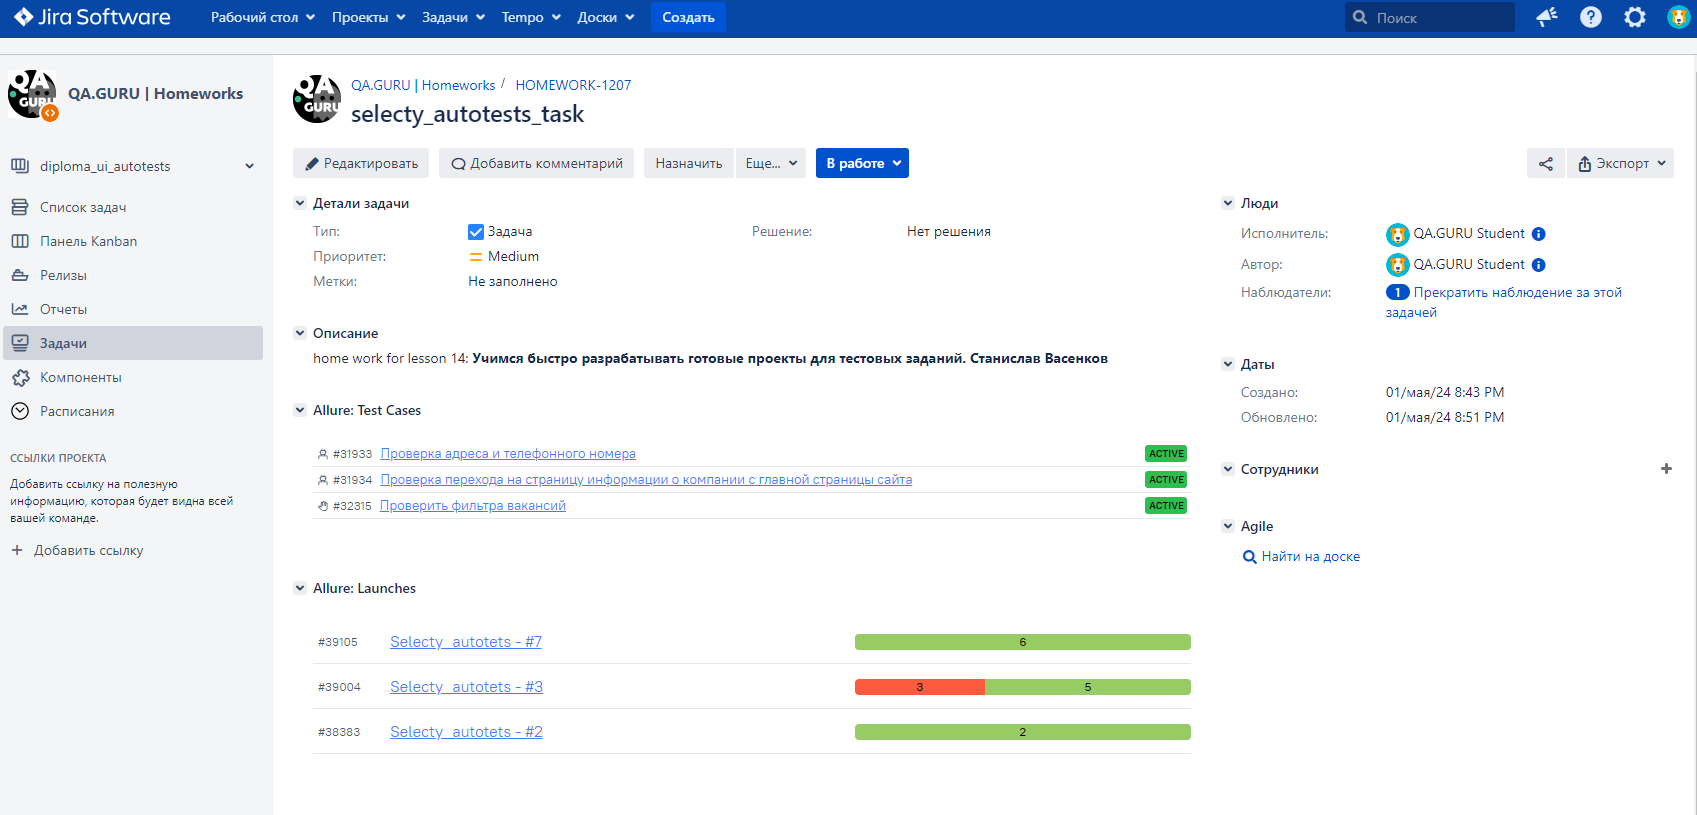 Jira Software
Рабочий стол
Проекты
Задачи
Tempo
Доски
Создать
Поиск
QA GURU
QA.GURU | Homeworks
diploma_ui_autotests
Список задач
Панель Kanban
Релизы
Отчеты
Задачи
Компоненты
Расписания
ССЫЛКИ ПРОЕКТА
Добавить ссылку на полезную
информацию, которая будет видна всей
вашей команде.
+ Добавить ссылку
QA GURU
QA.GURU | Homeworks / HOMEWORK-1207
selecty_autotests_task
Редактировать
Добавить комментарий
Назначить
Еще...
В работе
Экспорт
Детали задачи
Тип: Задача
Решение: Нет решения
Приоритет: Medium
Метки: Не заполнено
Описание
home work for lesson 14: Учимся быстро разрабатывать готовые проекты для тестовых заданий. Станислав Васенков
Allure: Test Cases
#31933 Проверка адреса и телефонного номера ACTIVE
#31934 Проверка перехода на страницу информации о компании с главной страницы сайта ACTIVE
#32315 Проверить фильтра вакансий ACTIVE
Allure: Launches
#39105 Selecty_autotets - #7 6
#39004 Selecty_autotets - #3 3 5
#38383 Selecty_autotets - #2 2
Люди
Исполнитель: QA.GURU Student
Автор: QA.GURU Student
Наблюдатели: 1 Прекратить наблюдение за этой
задачей
Даты
Создано: 01/мая/24 8:43 PM
Обновлено: 01/мая/24 8:51 PM
Сотрудники
Agile
Найти на доске